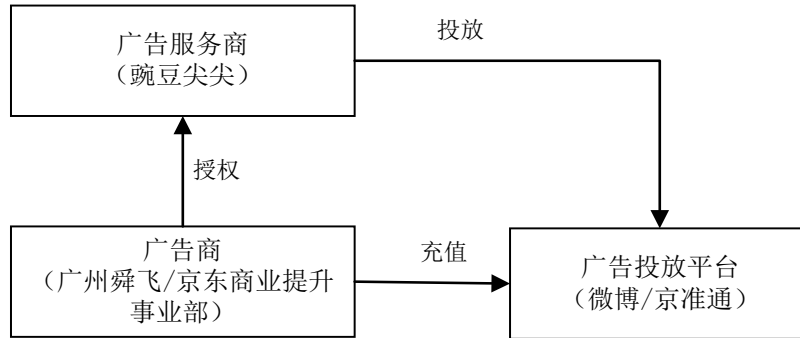 广告服务商
（豌豆尖尖）
投放
授权
广告商
（广州舜飞/京东商业提升
事业部）
充值
广告投放平台
（微博/京准通）